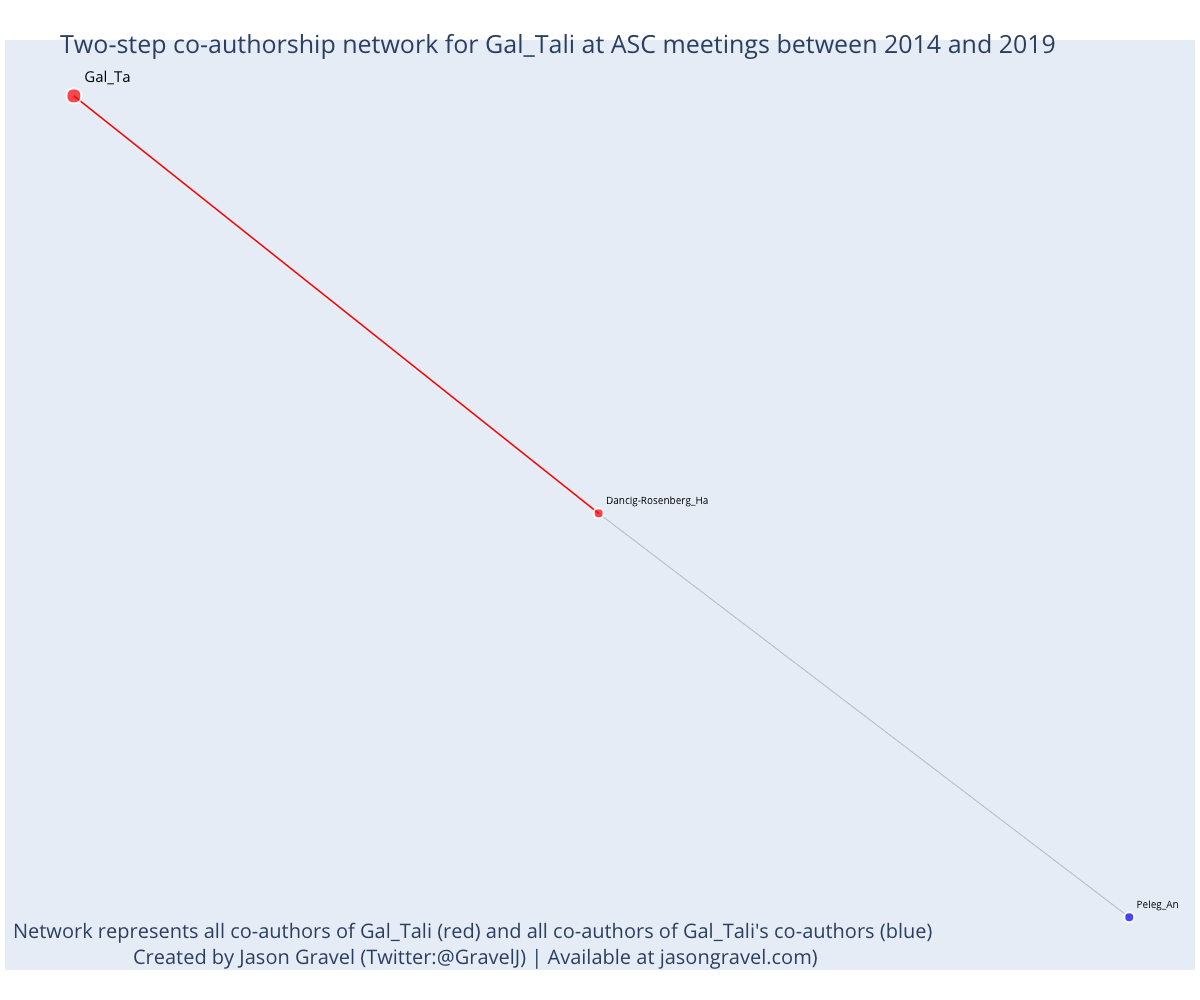 Two-step co-authorship network for Gal_Tali at ASC meetings between 2014 and 2019
Gal_Ta
Dancig-Rosenberg_Ha
Peleg_An
Network represents all co-authors of Gal_Tali (red) and all co-authors of Gal_Tali's co-authors (blue)
Created by Jason Gravel (Twitter:@GravelJ) | Available at jasongravel.com)